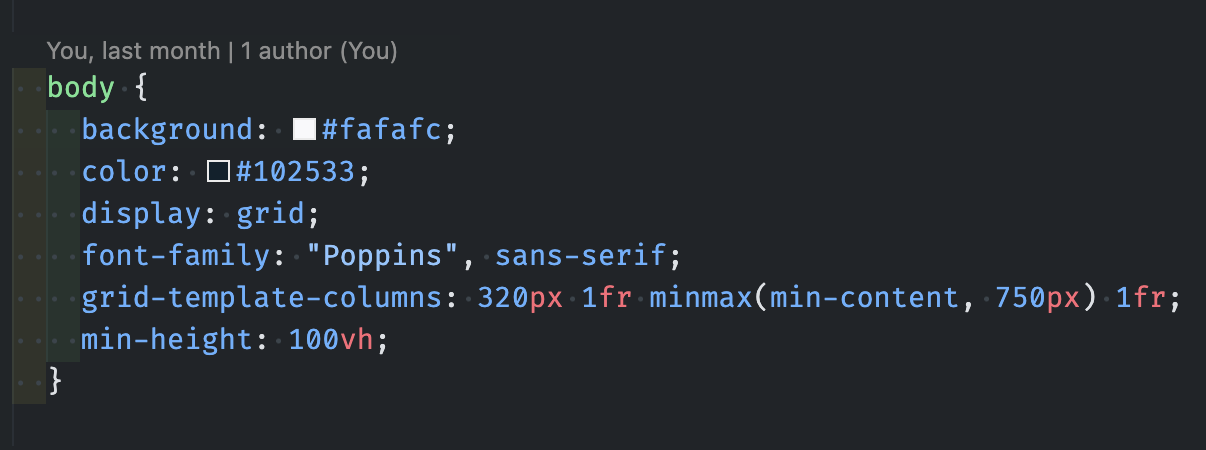 You, last month | 1 author (You)
body {
background: #fafafc;
color: #102533;
display: grid;
font-family: "Poppins", sans-serif;
grid-template-columns: 320px 1fr minmax(min-content, 750px) 1fr;
min-height: 100vh;
}